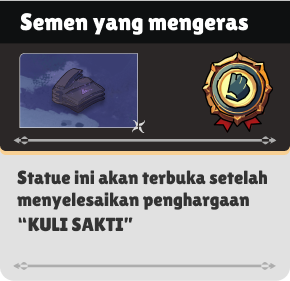 Semen yang mengeras
Statue ini akan terbuka setelah
menyelesaikan penghargaan
“KULI SAKTI”